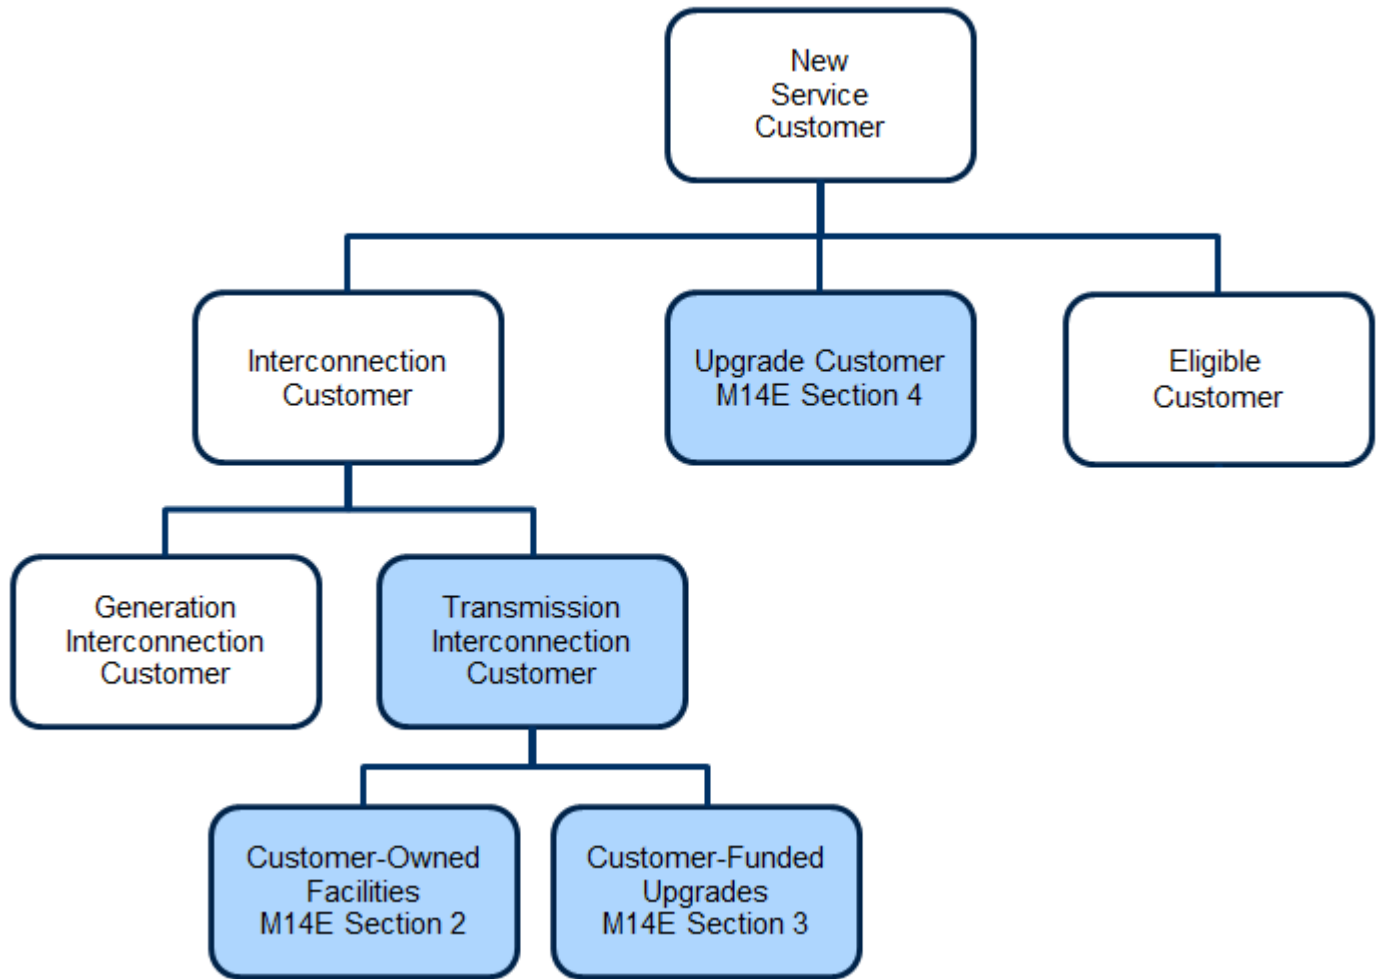 New
Service
Customer
Interconnection
Customer
Upgrade Customer
M14E Section 4
Eligible
Customer
Generation
Interconnection
Customer
Transmission
Interconnection
Customer
Customer-Owned
Facilities
M14E Section 2
Customer-Funded
Upgrades
M14E Section 3